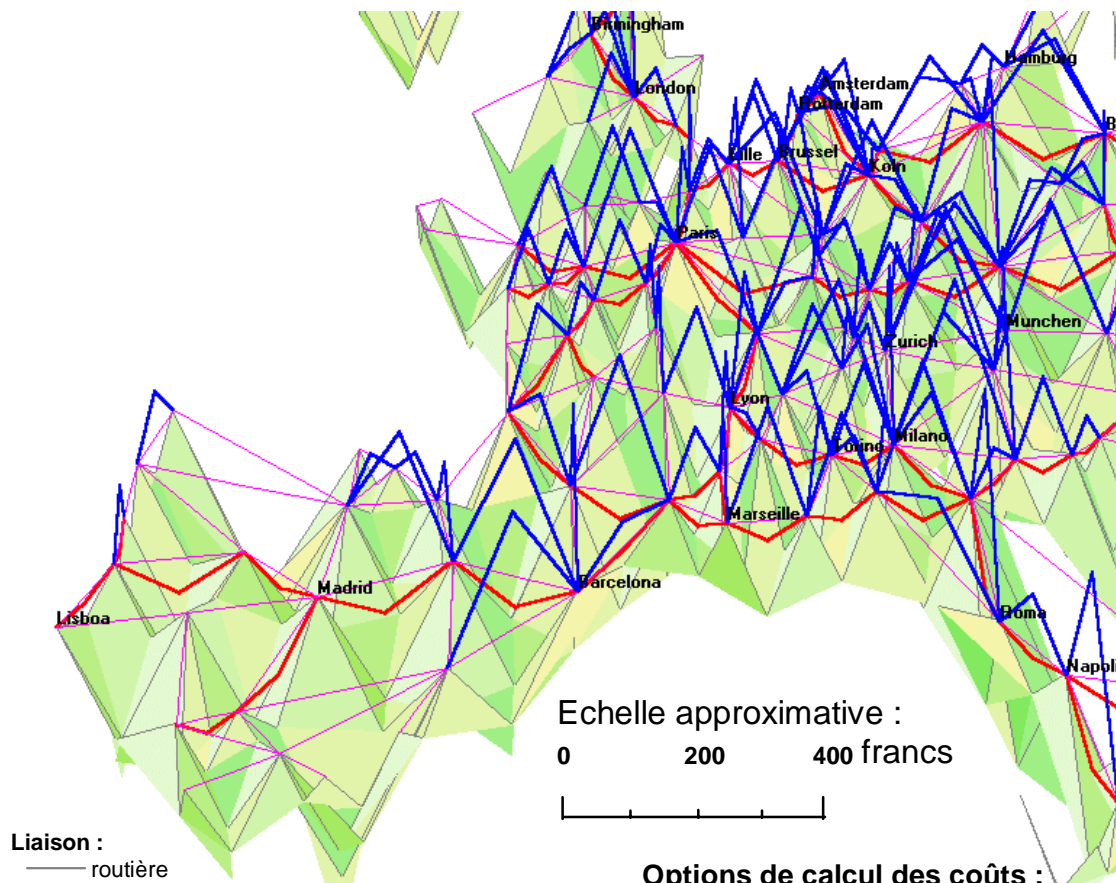 Birmingham
Hamburg
London
Amsterdam
Rotterdam
B
Lille
Brussel
Koln
Paris
Munchen
Zurich
Lyon
Torino
Milano
Marseille
Madrid
Barcelona
Lisboa
Roma
Napoli
Echelle approximative :
0 200 400 francs
Liaison :
routière
Options de calcul des coûts :